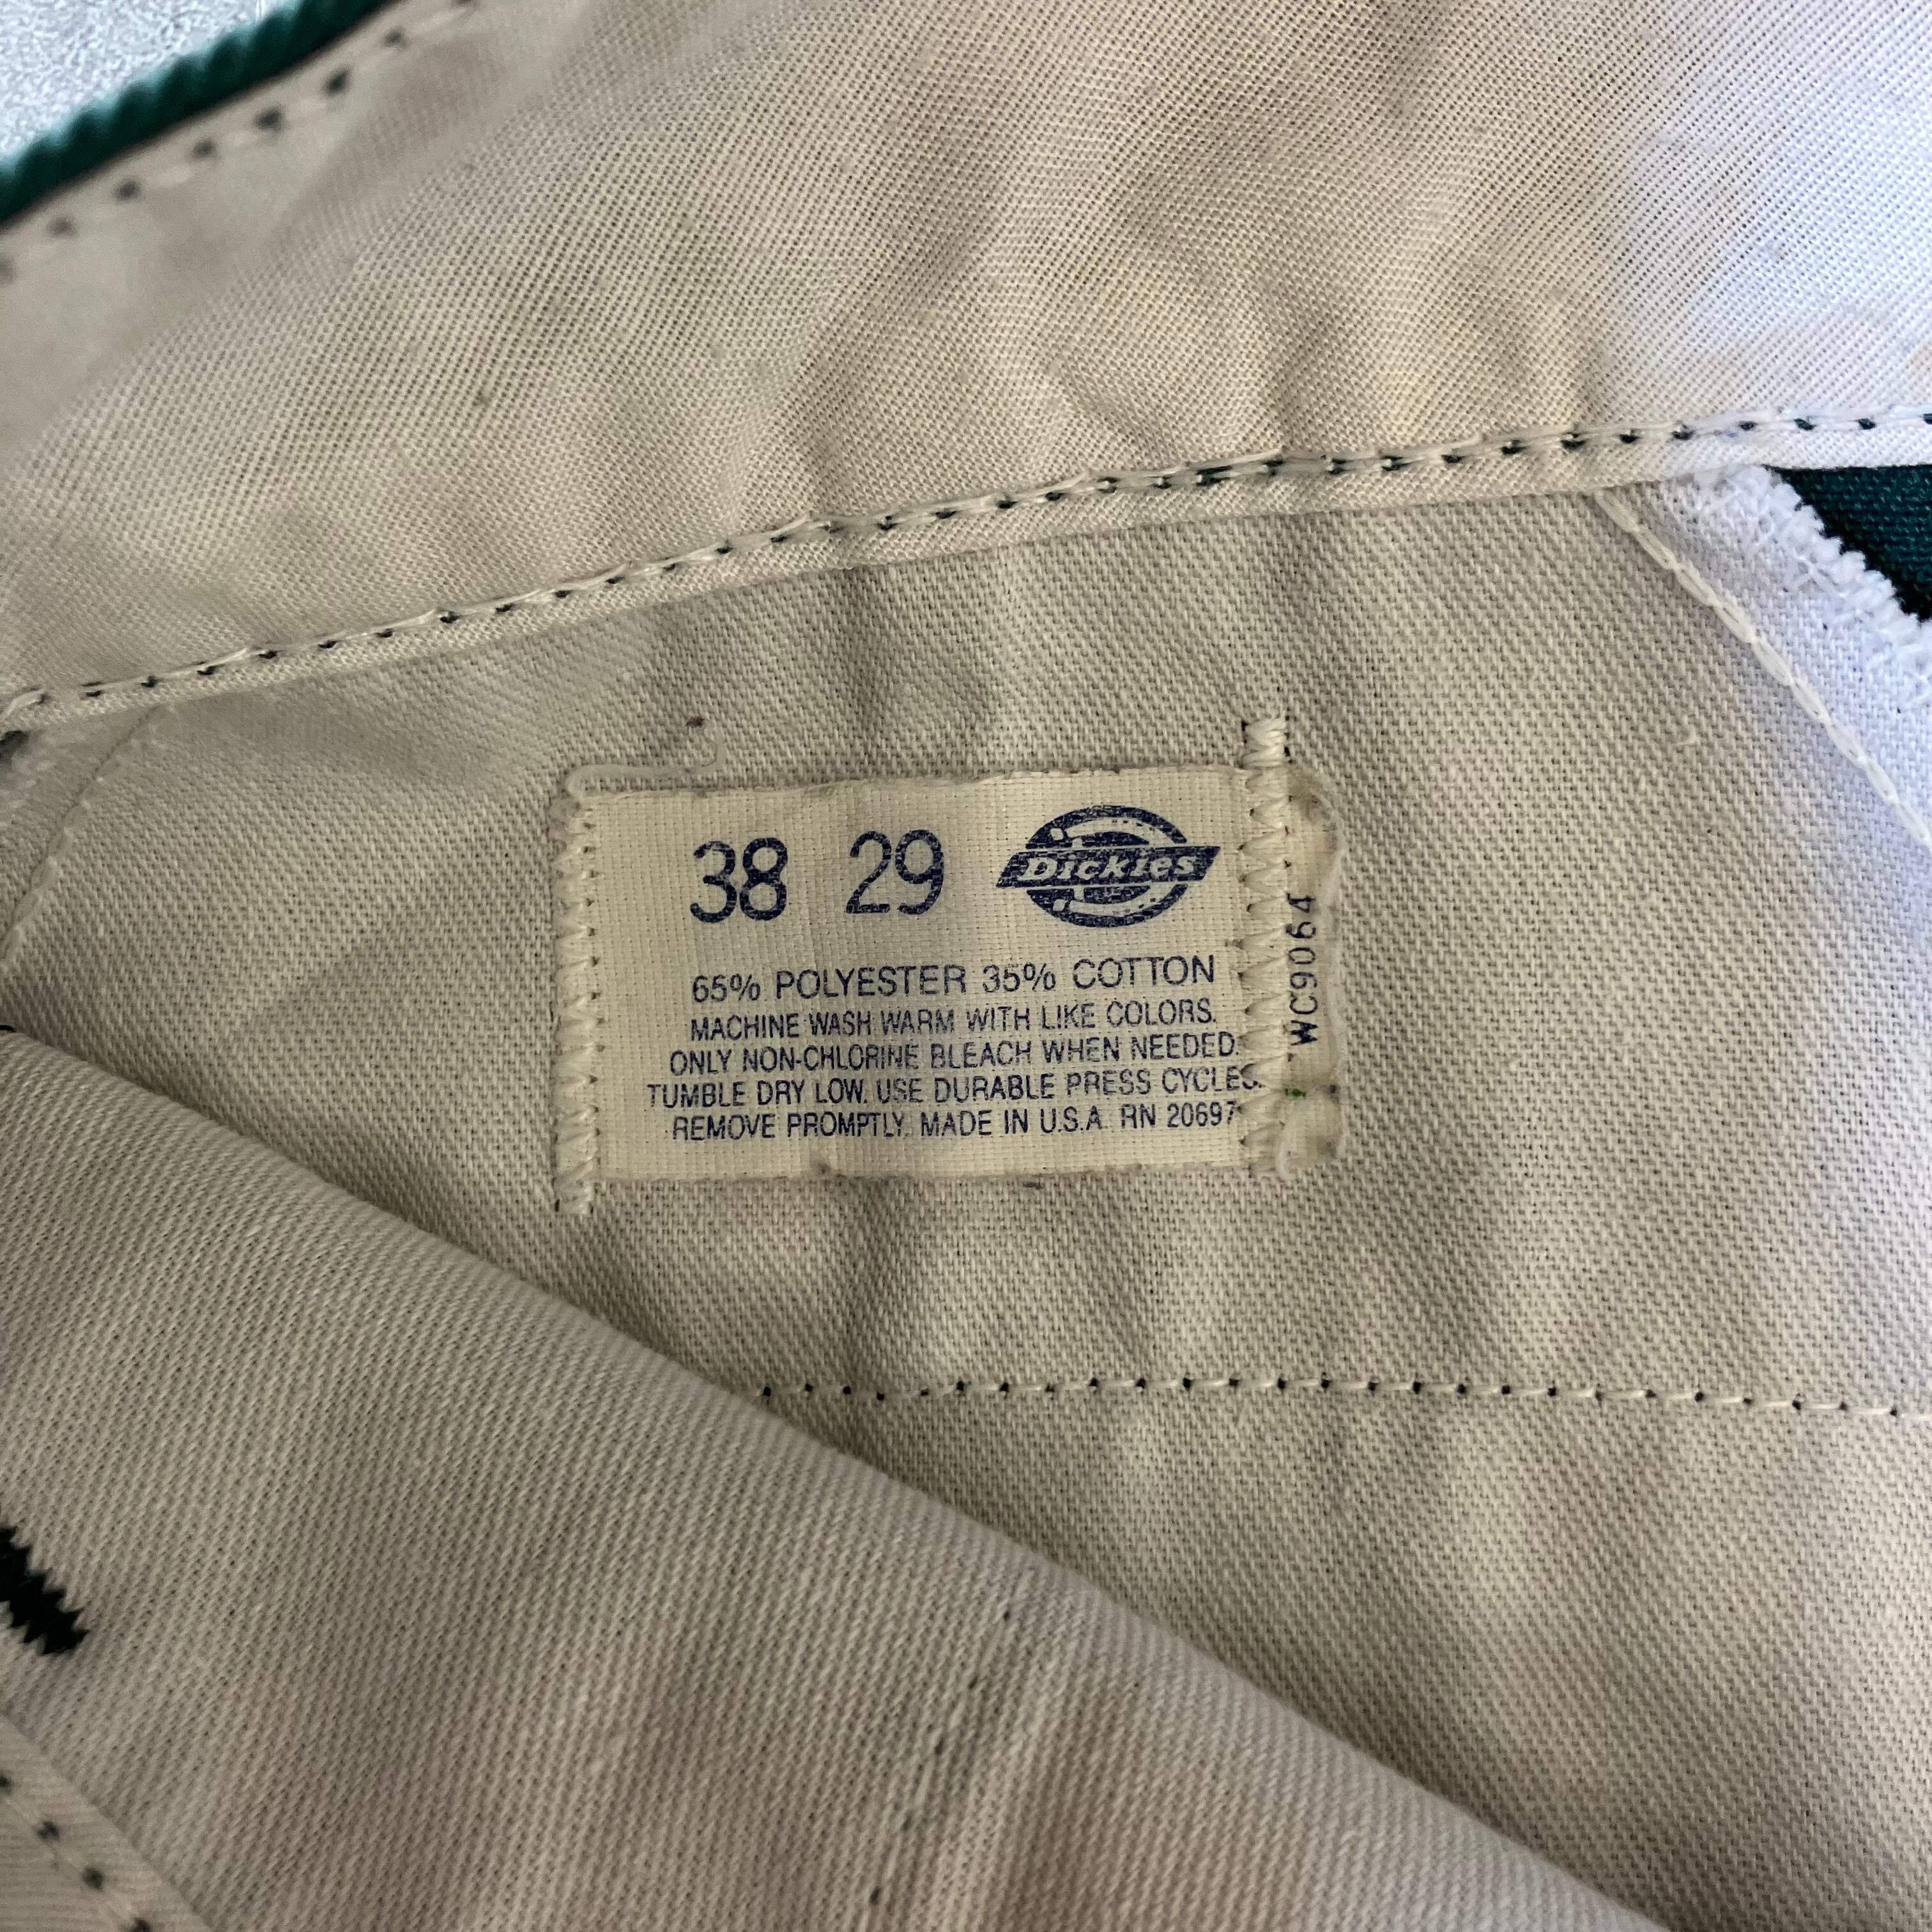 38 29 Dickies
65% POLYESTER 35% COTTON
MACHINE WASH WARM WITH LIKE COLORS.
ONLY NON-CHLORINE BLEACH WHEN NEEDED.
TUMBLE DRY LOW. USE DURABLE PRESS CYCLES.
REMOVE PROMPTLY. MADE IN U.S.A. RN 20697
WC9064